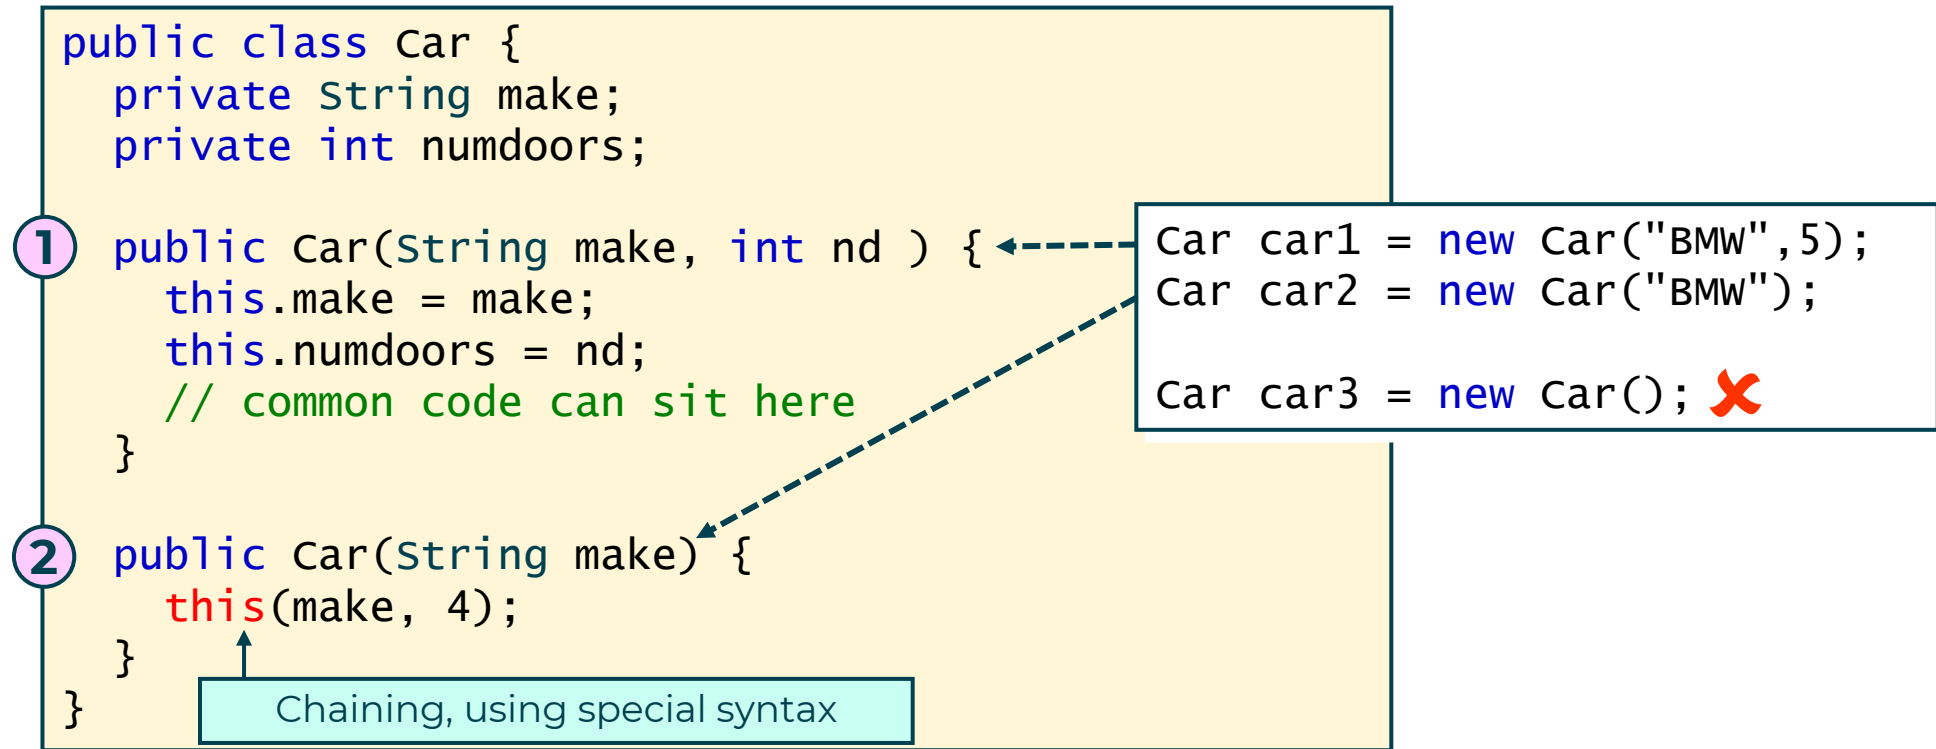 public class Car {
private String make;
private int numdoors;
1
public Car(String make, int nd ) {
this.make = make;
this.numdoors = nd;
// common code can sit here
}
2
public Car(String make) {
this(make, 4);
}
}
Chaining, using special syntax
Car car1 = new Car("BMW",5);
Car car2 = new Car("BMW");
Car car3 = new Car();